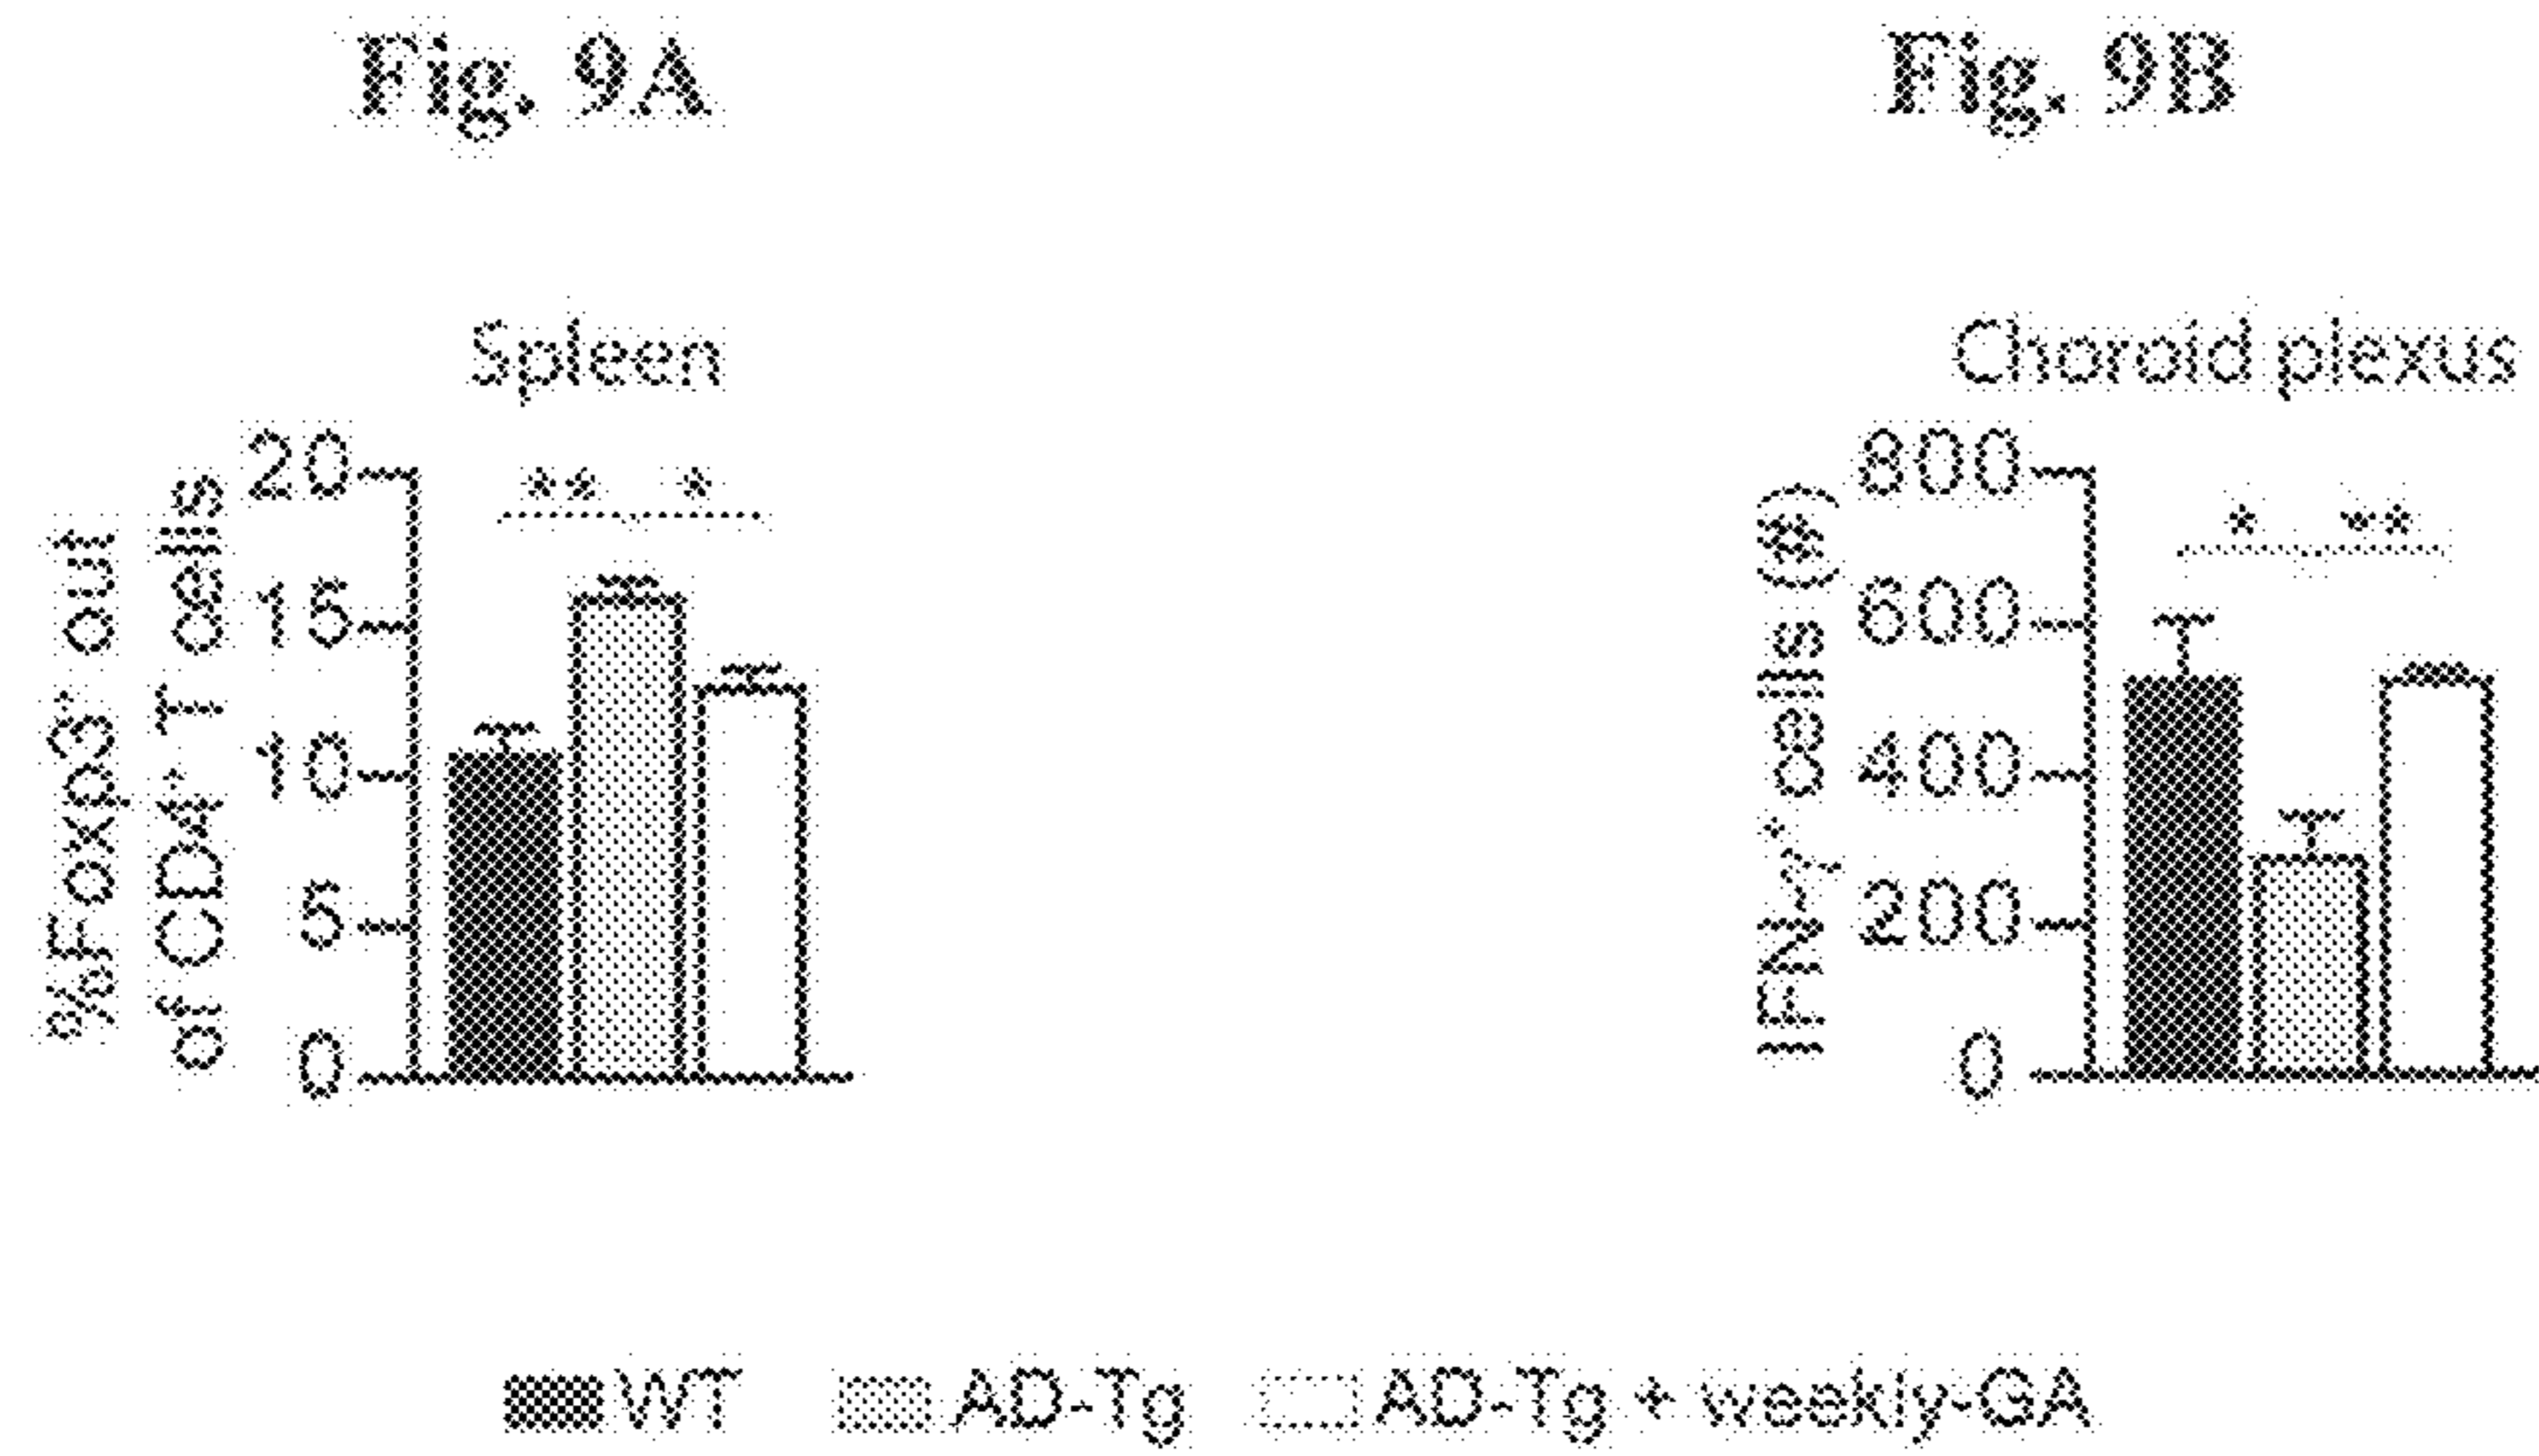 Fig. 9A
Fig. 9B
Spleen
%Foxp3⁺ out
of CD4⁺ T cells
20
15
10
5
0
** *
Choroid plexus
IFN-γ⁺ cells (#)
800
600
400
200
0
* **
WT AD-Tg AD-Tg + weekly-GA